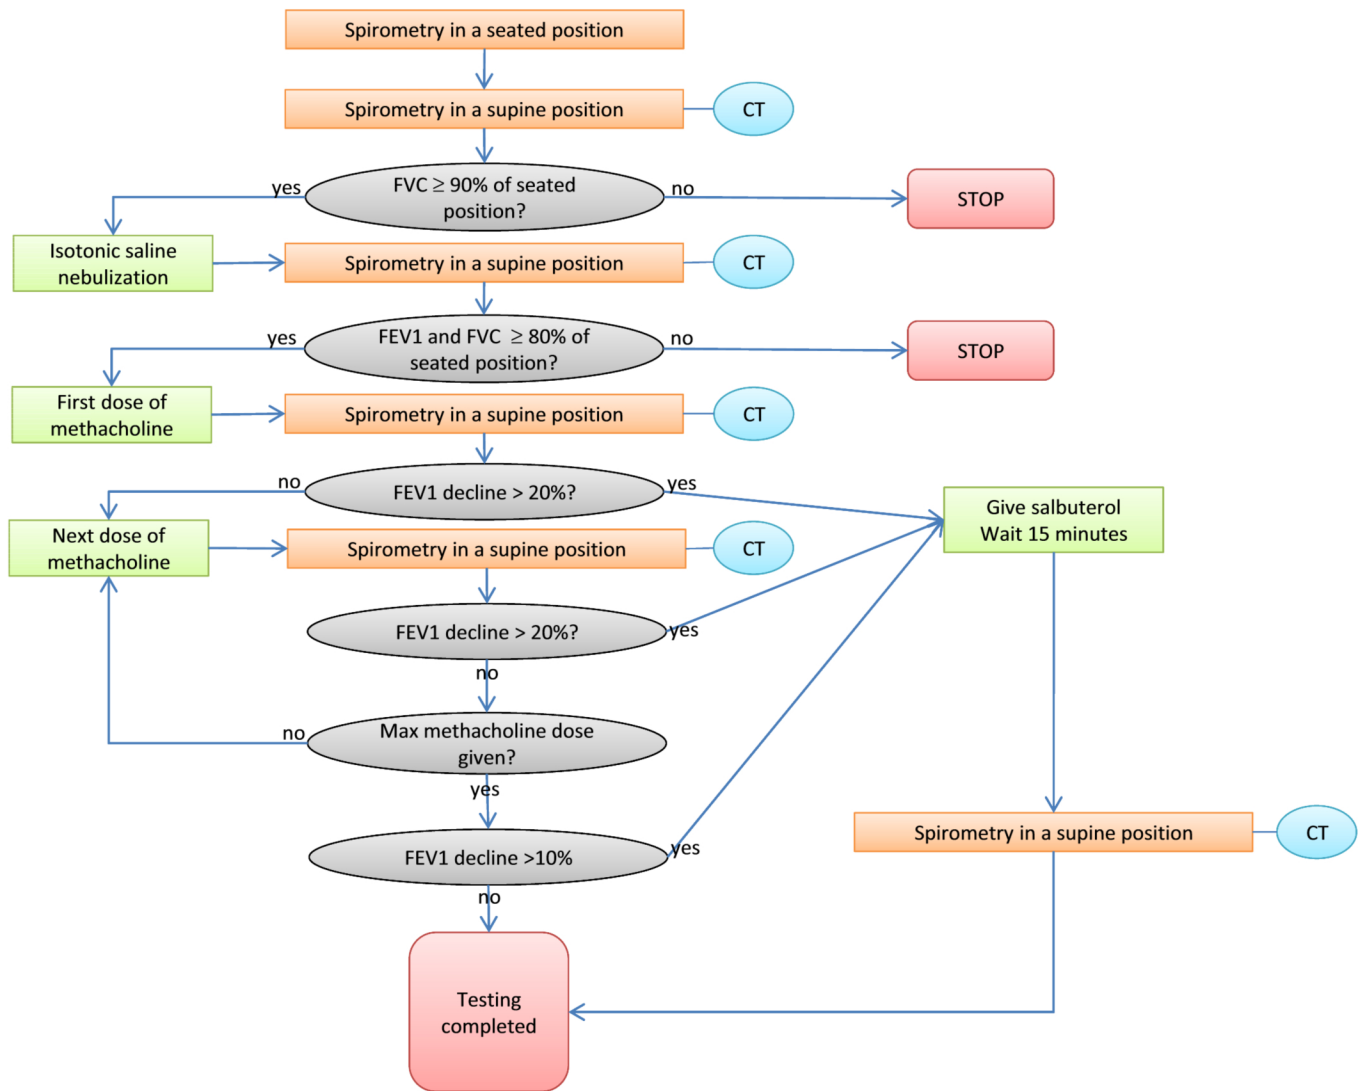 Spirometry in a seated position
Spirometry in a supine position
CT
yes
FVC ≥ 90% of seated
position?
no
STOP
Isotonic saline
nebulization
Spirometry in a supine position
CT
yes
FEV1 and FVC ≥ 80% of
seated position?
no
STOP
First dose of
methacholine
Spirometry in a supine position
CT
no
FEV1 decline > 20%?
yes
Give salbuterol
Wait 15 minutes
Next dose of
methacholine
Spirometry in a supine position
CT
FEV1 decline > 20%?
yes
no
no
Max methacholine dose
given?
yes
Spirometry in a supine position
CT
FEV1 decline >10%
yes
no
Testing
completed